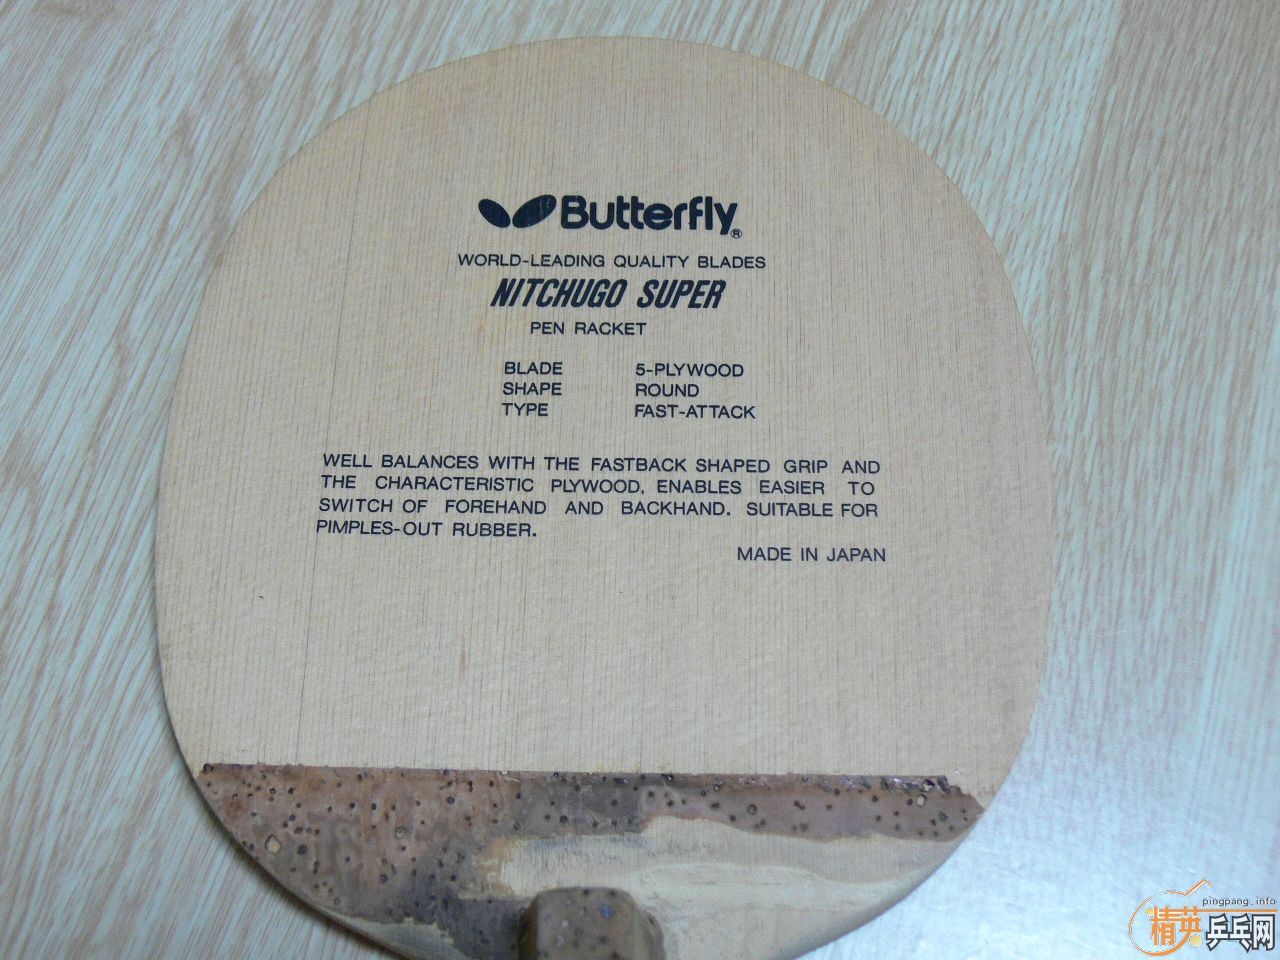 Butterfly®
WORLD-LEADING QUALITY BLADES
NITCHUGO SUPER
PEN RACKET
BLADE 5-PLYWOOD
SHAPE ROUND
TYPE FAST-ATTACK
WELL BALANCES WITH THE FASTBACK SHAPED GRIP AND
THE CHARACTERISTIC PLYWOOD, ENABLES EASIER TO
SWITCH OF FOREHAND AND BACKHAND. SUITABLE FOR
PIMPLES-OUT RUBBER.
MADE IN JAPAN
pingpang.info
精英乒乓网